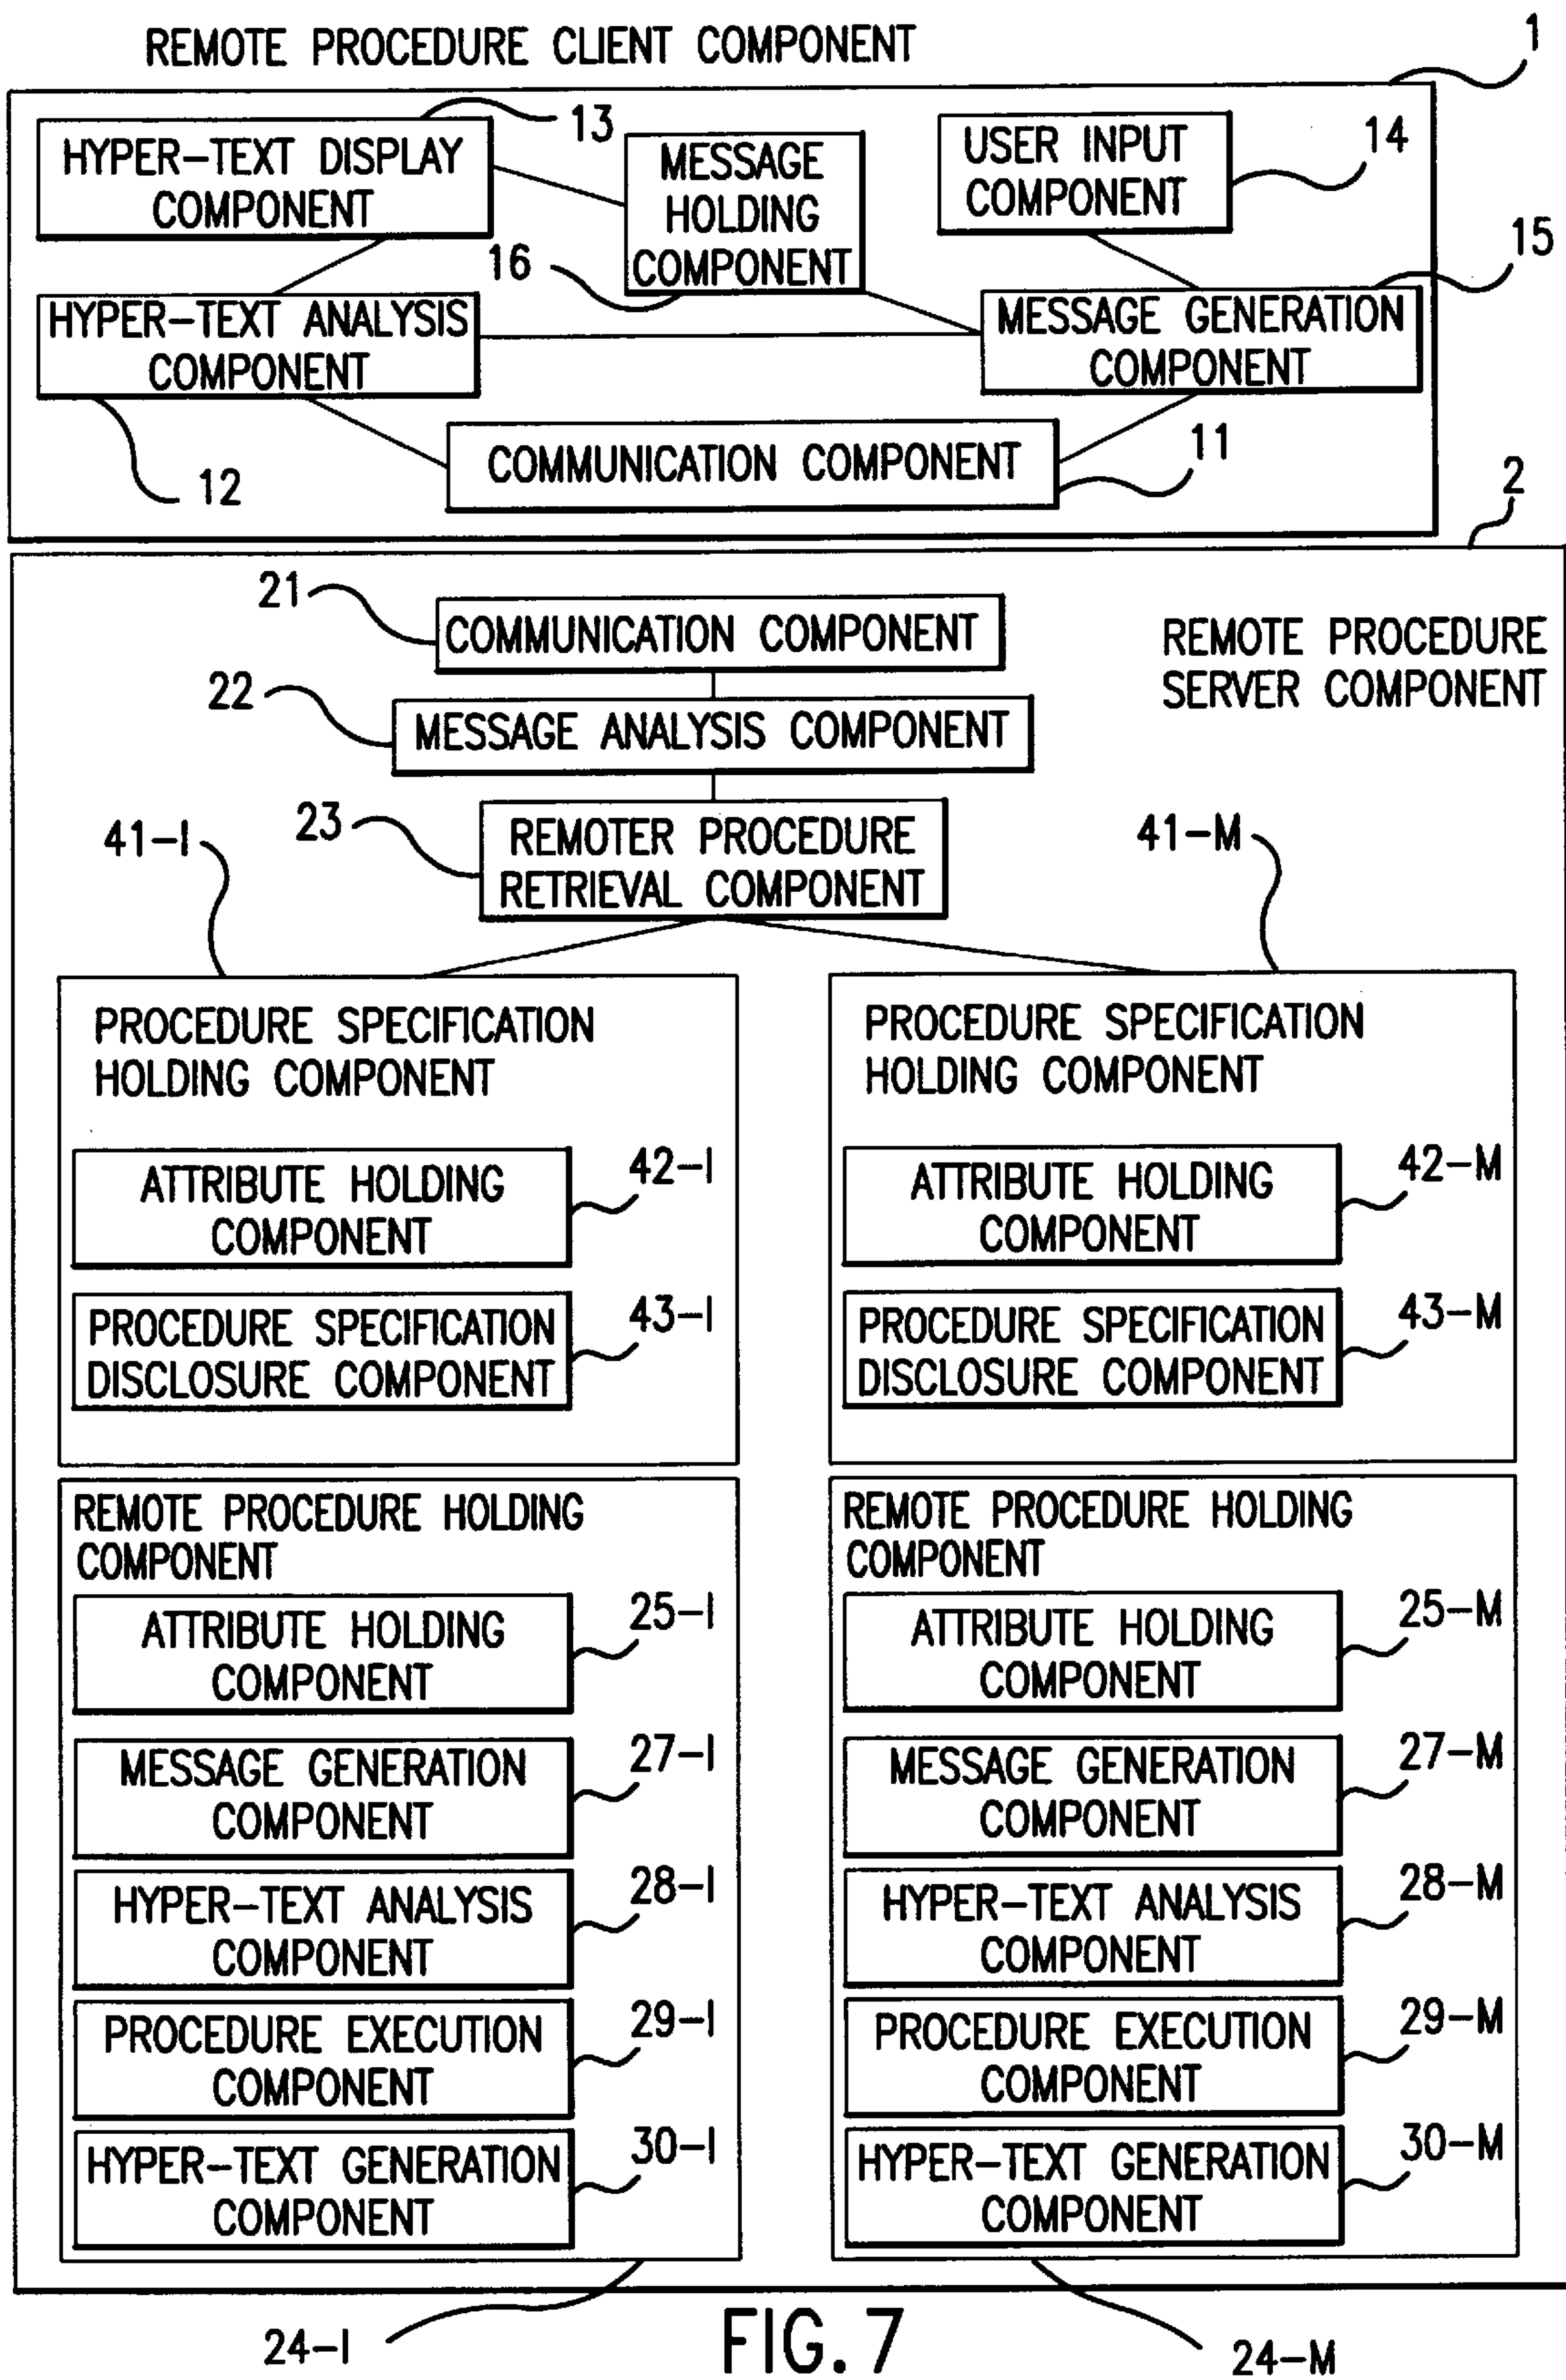 REMOTE PROCEDURE CLIENT COMPONENT
1
HYPER-TEXT DISPLAY
COMPONENT
13
MESSAGE
HOLDING
COMPONENT
16
USER INPUT
COMPONENT
14
15
HYPER-TEXT ANALYSIS
COMPONENT
MESSAGE GENERATION
COMPONENT
12
COMMUNICATION COMPONENT
11
2
21
COMMUNICATION COMPONENT
REMOTE PROCEDURE
SERVER COMPONENT
22
MESSAGE ANALYSIS COMPONENT
23
REMOTER PROCEDURE
RETRIEVAL COMPONENT
41-I
41-M
PROCEDURE SPECIFICATION
HOLDING COMPONENT
ATTRIBUTE HOLDING
COMPONENT
42-I
PROCEDURE SPECIFICATION
DISCLOSURE COMPONENT
43-I
PROCEDURE SPECIFICATION
HOLDING COMPONENT
ATTRIBUTE HOLDING
COMPONENT
42-M
PROCEDURE SPECIFICATION
DISCLOSURE COMPONENT
43-M
REMOTE PROCEDURE HOLDING
COMPONENT
ATTRIBUTE HOLDING
COMPONENT
25-I
MESSAGE GENERATION
COMPONENT
27-I
HYPER-TEXT ANALYSIS
COMPONENT
28-I
PROCEDURE EXECUTION
COMPONENT
29-I
HYPER-TEXT GENERATION
COMPONENT
30-I
REMOTE PROCEDURE HOLDING
COMPONENT
ATTRIBUTE HOLDING
COMPONENT
25-M
MESSAGE GENERATION
COMPONENT
27-M
HYPER-TEXT ANALYSIS
COMPONENT
28-M
PROCEDURE EXECUTION
COMPONENT
29-M
HYPER-TEXT GENERATION
COMPONENT
30-M
24-I
FIG. 7
24-M